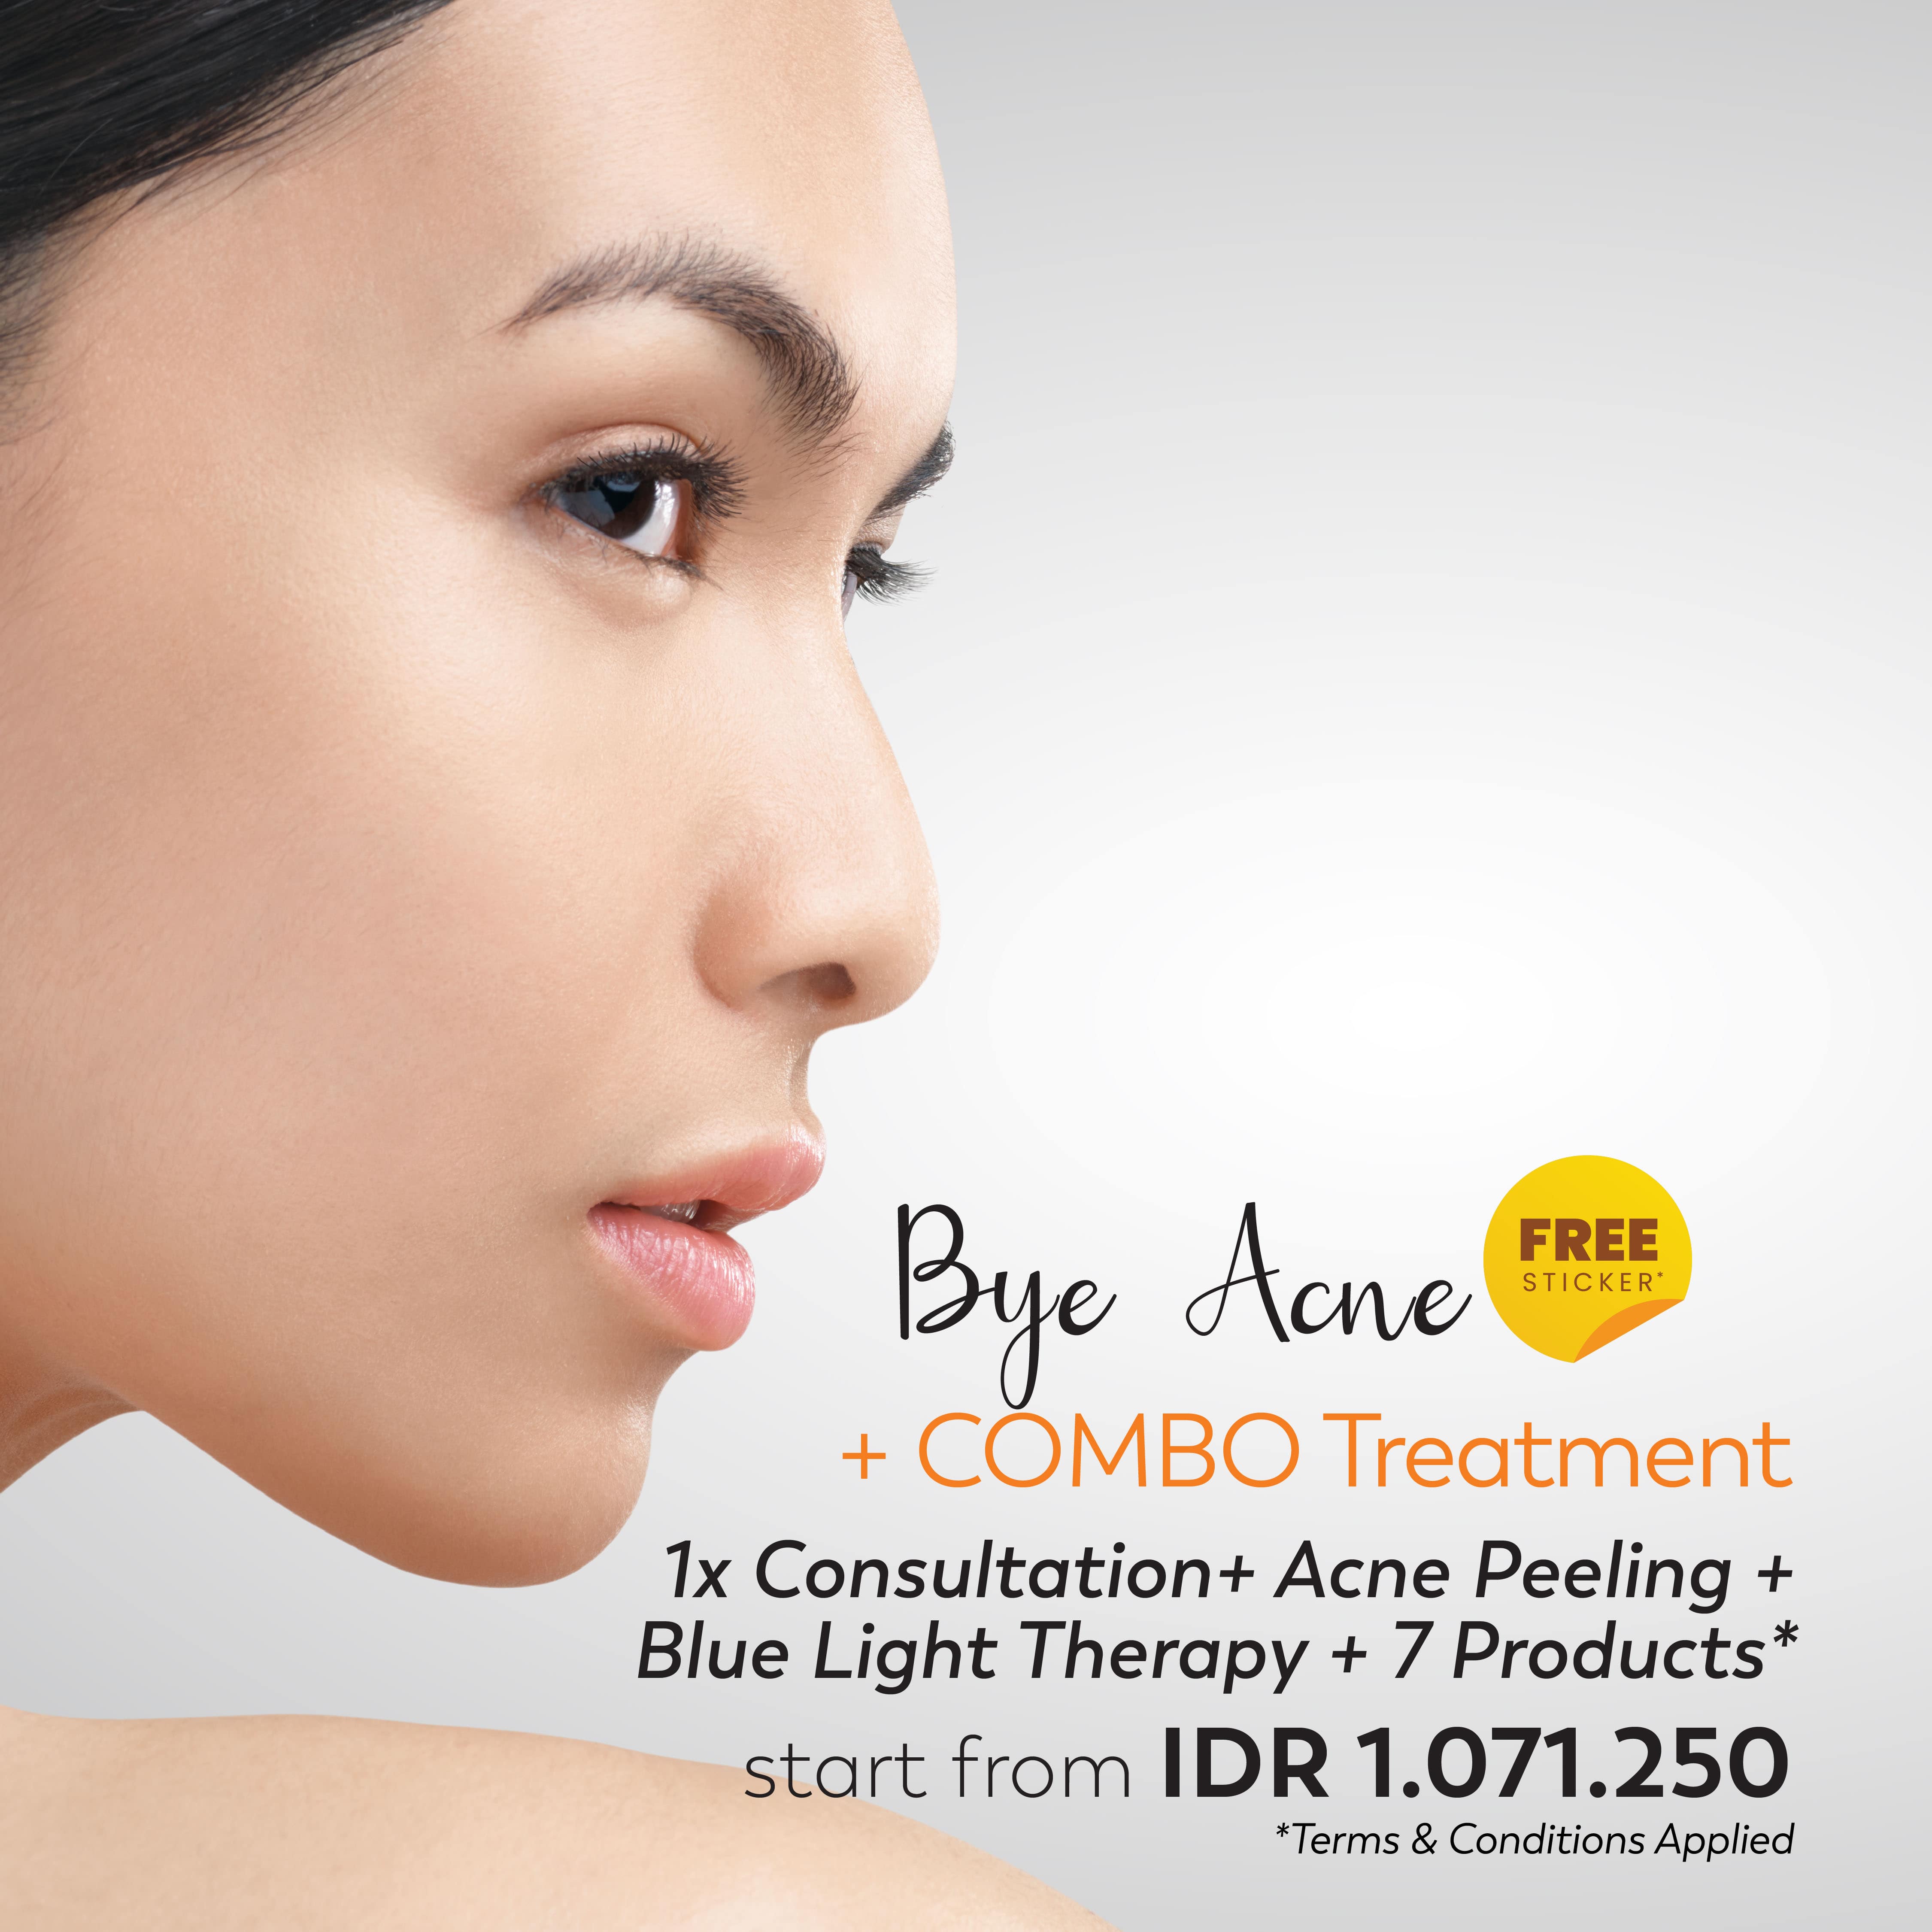 Bye Acne
FREE
STICKER*
+ COMBO Treatment
1x Consultation+ Acne Peeling +
Blue Light Therapy + 7 Products*
start from IDR 1.071.250
*Terms & Conditions Applied